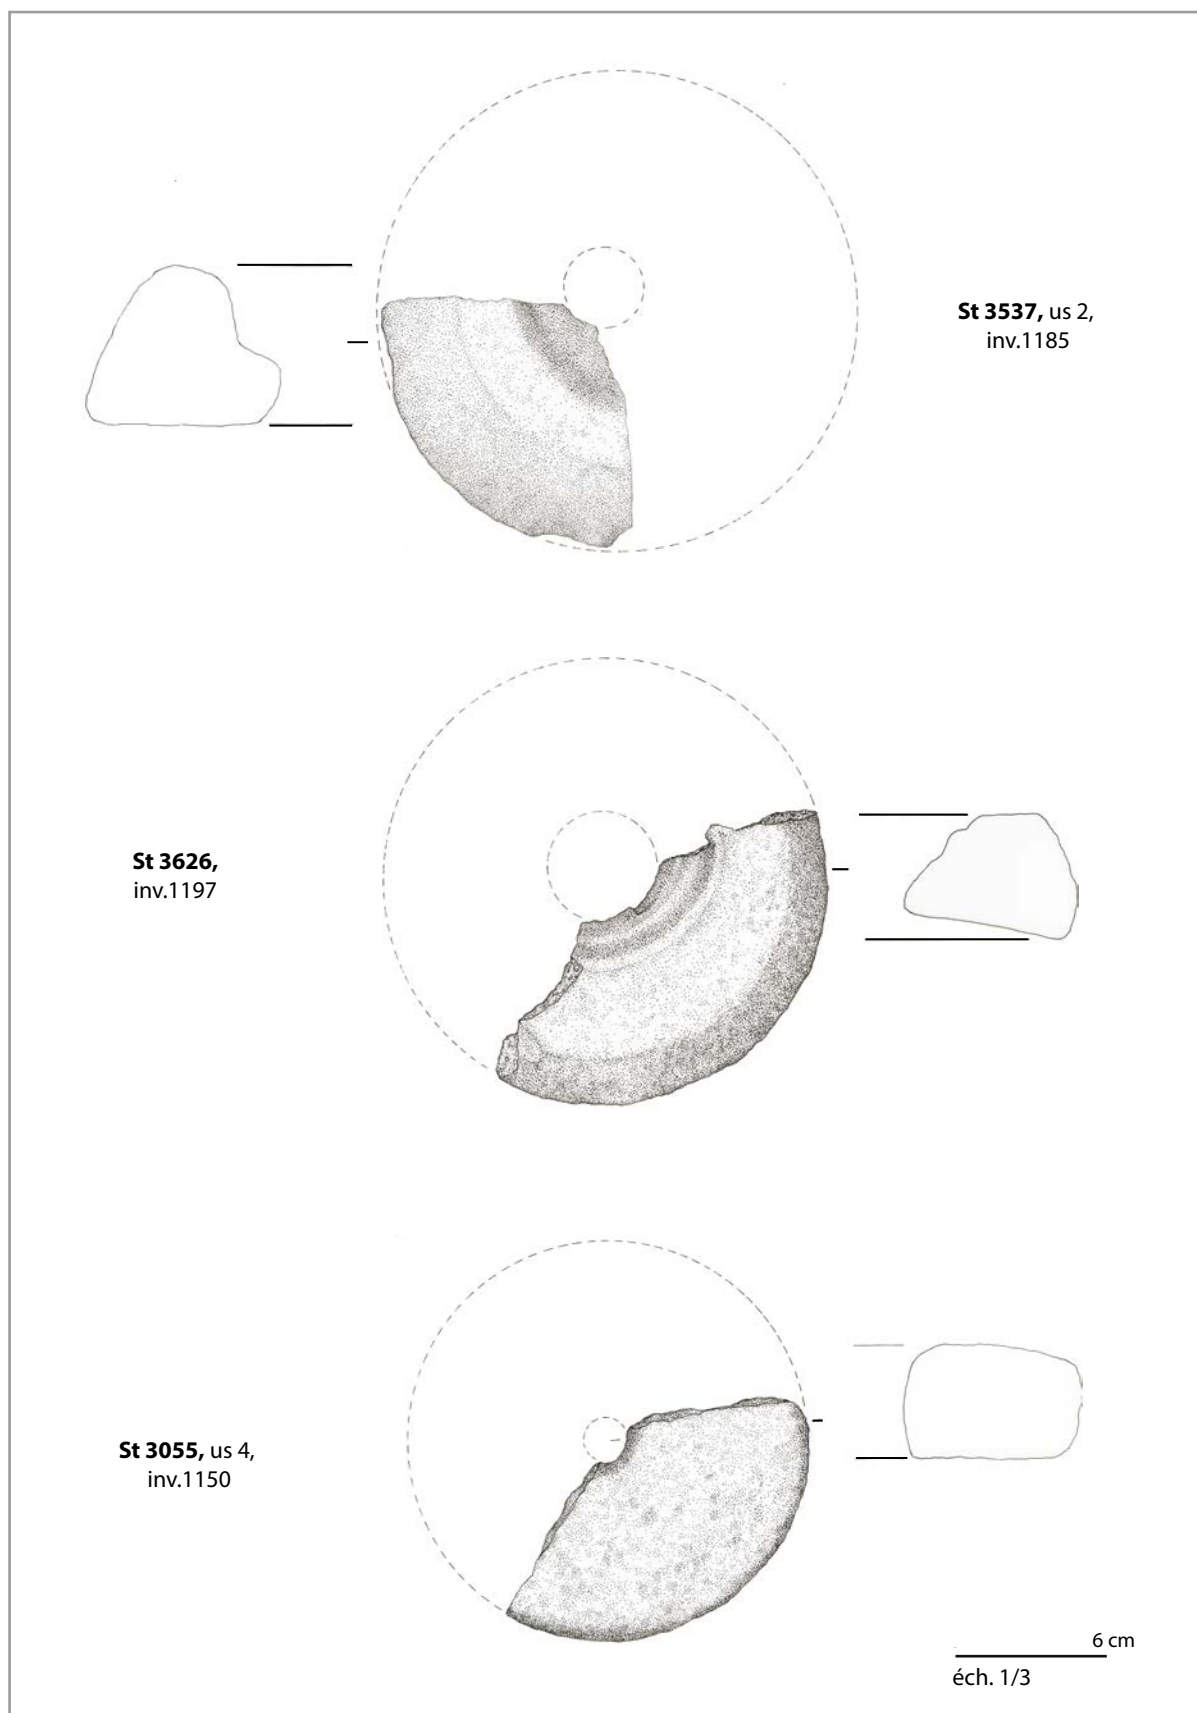 St 3537, us 2,
inv.1185
St 3626,
inv.1197
St 3055, us 4,
inv.1150
6 cm
éch. 1/3